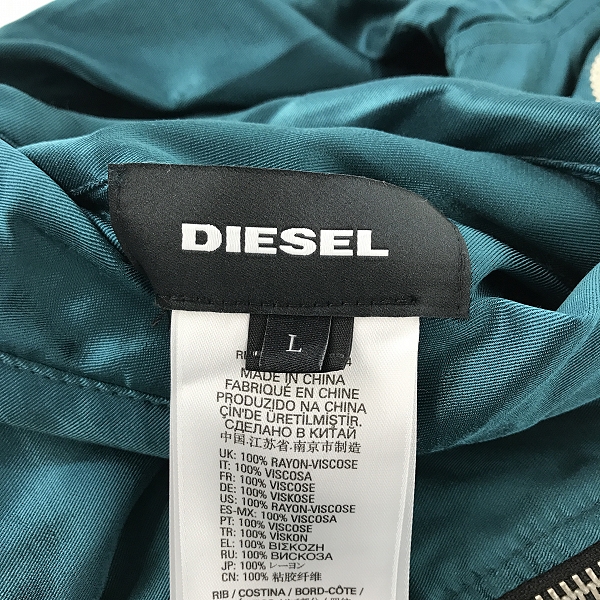 DIESEL
L
MADE IN CHINA
FABRIQUÉ EN CHINE
PRODUZIDO NA CHINA
ÇİN'DE ÜRETİLMİŞTİR.
СДЕЛАНО В КИТАЙ
中国.江苏省.南京市制造
UK: 100% RAYON-VISCOSE
IT: 100% VISCOSA
FR: 100% VISCOSE
DE: 100% VISKOSE
US: 100% RAYON-VISCOSE
ES-MX: 100% VISCOSA
PT: 100% VISCOSE
TR: 100% VİSKON
EL: 100% ΒΙΣΚΟΖΗ
RU: 100% ВИСКОЗА
JP: 100% レーヨン
CN: 100% 粘胶纤维
RIB / COSTINA / BORD-CÔTE /